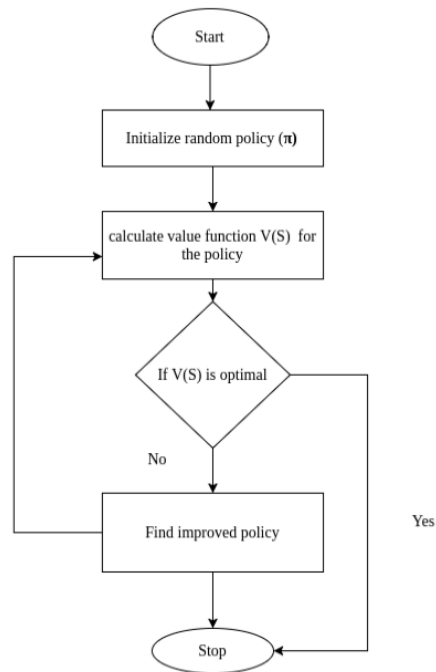 Start
Initialize random policy (π)
calculate value function V(S) for
the policy
If V(S) is optimal
No
Yes
Find improved policy
Stop